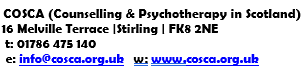 COSCA (Counselling & Psychotherapy in Scotland)
16 Melville Terrace |Stirling | FK8 2NE
t: 01786 475 140
e: info@cosca.org.uk w: www.cosca.org.uk